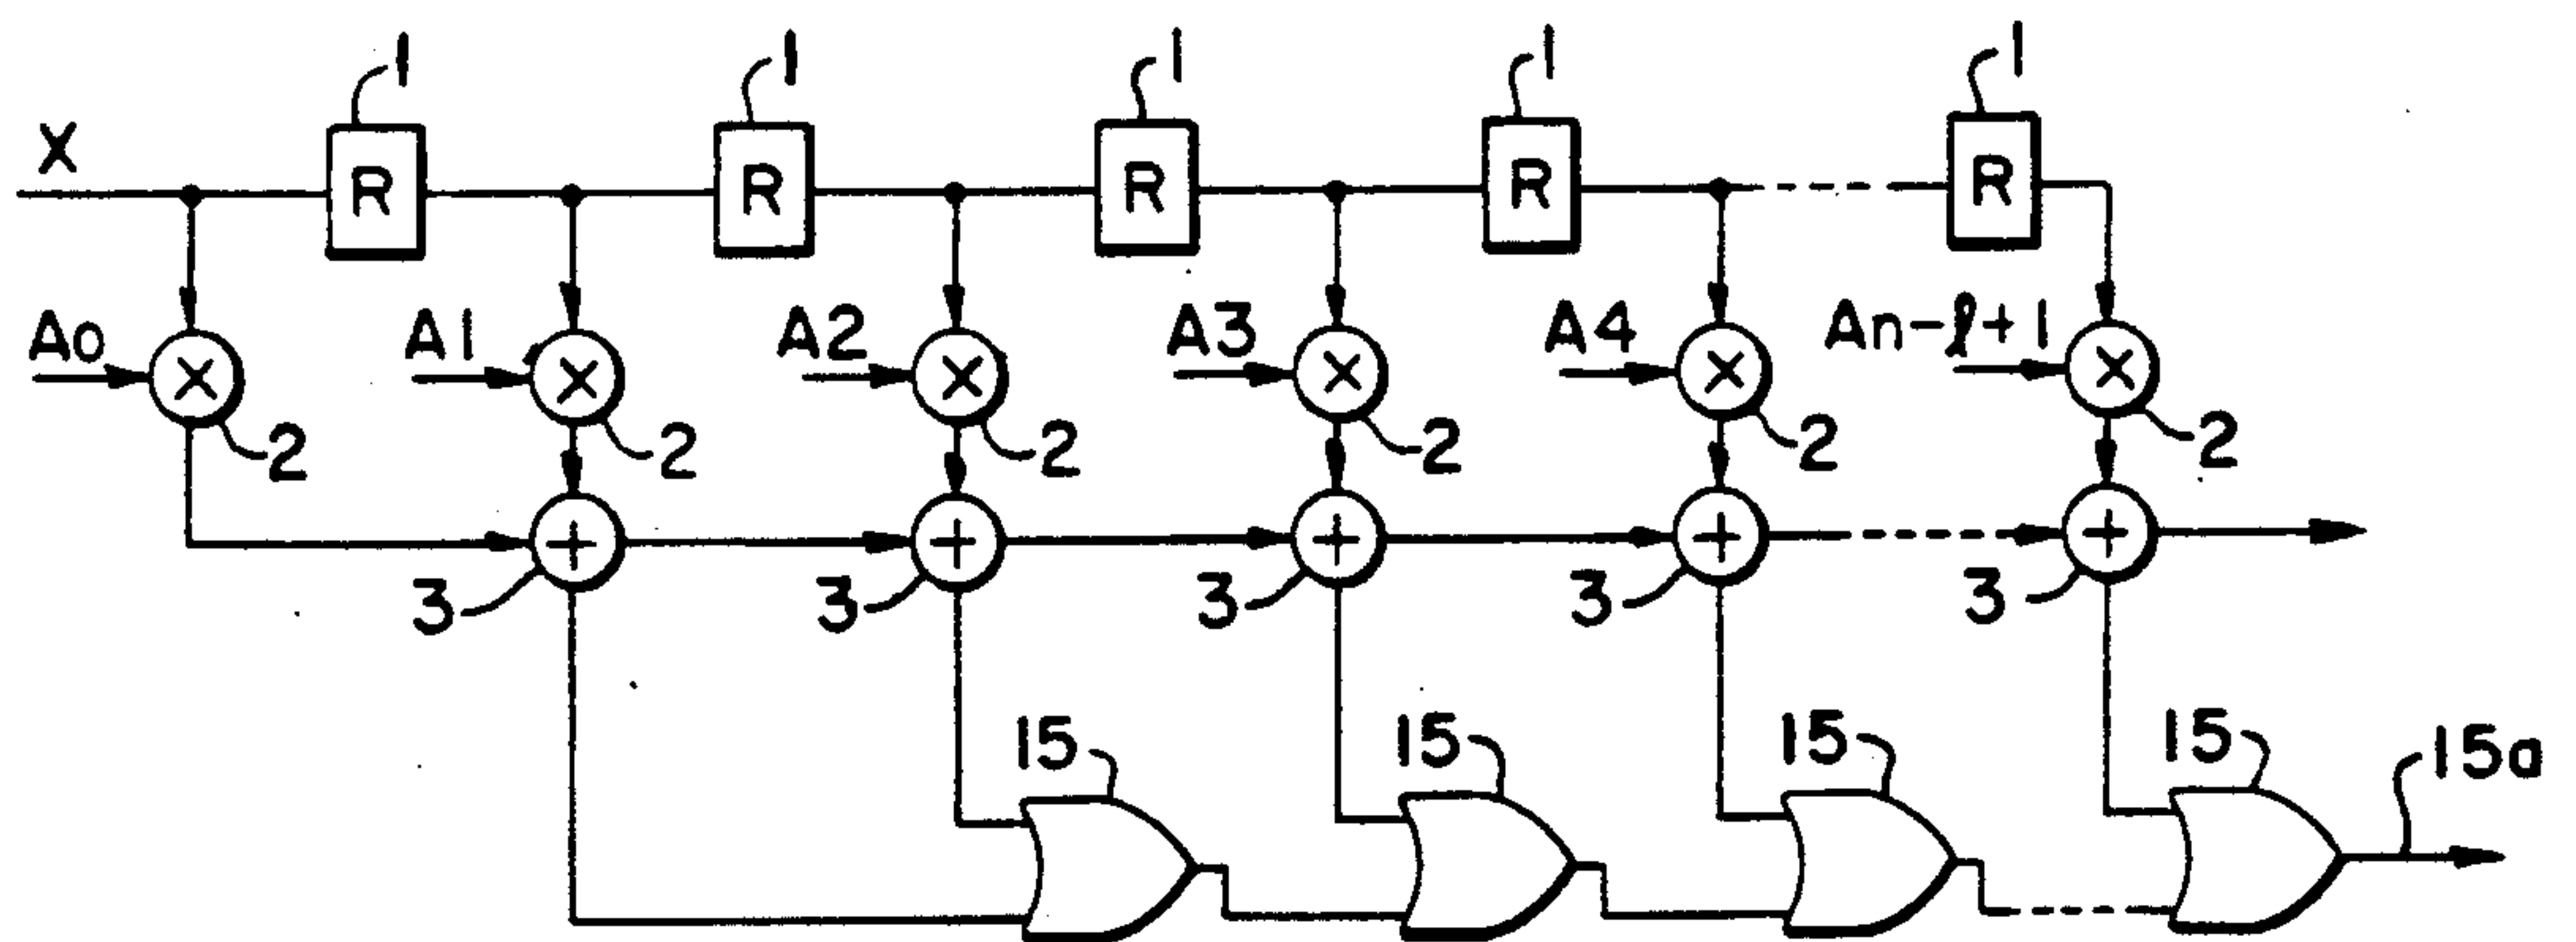 1 1 1 1 1
X R R R R R
A0 A1 A2 A3 A4 An-ℓ+1
× × × × × ×
2 2 2 2 2 2
+ + + + +
3 3 3 3 3
15 15 15 15 15a